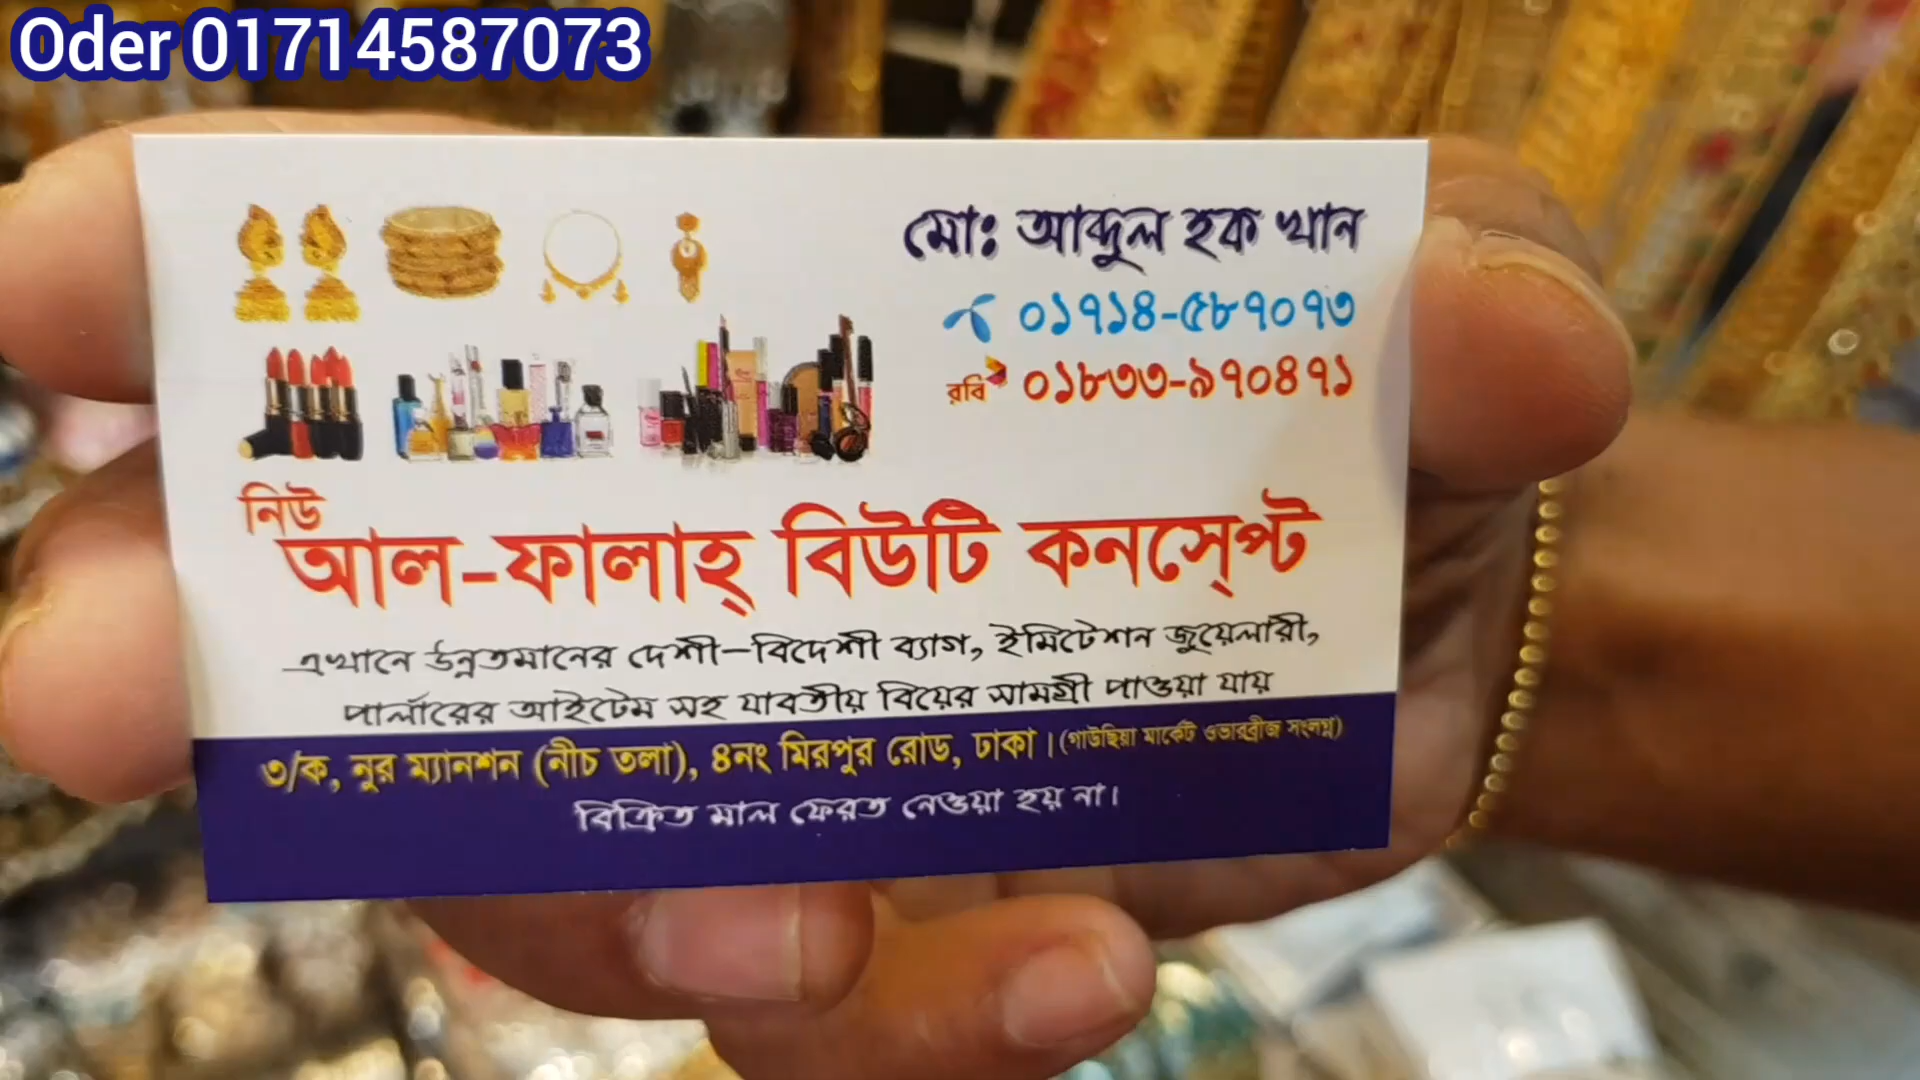 Oder 01714587073
মো: আব্দুল হক খান
০১৭১৪-৫৮৭০৭৩
রবি ০১৮৩৩-৯৭০৪৭১
নিউ
আল-ফালাহ্ বিউটি কনসেপ্ট
এখানে উন্নতমানের দেশী-বিদেশী ব্যাগ, ইমিটেশন জুয়েলারী,
পার্লারের আইটেম সহ যাবতীয় বিয়ের সামগ্রী পাওয়া যায়
৩/ক, নুর ম্যানশন (নীচ তলা), ৪নং মিরপুর রোড, ঢাকা। (গাউছিয়া মার্কেট ওভারব্রীজ সংলগ্ন)
বিক্রিত মাল ফেরত নেওয়া হয় না।